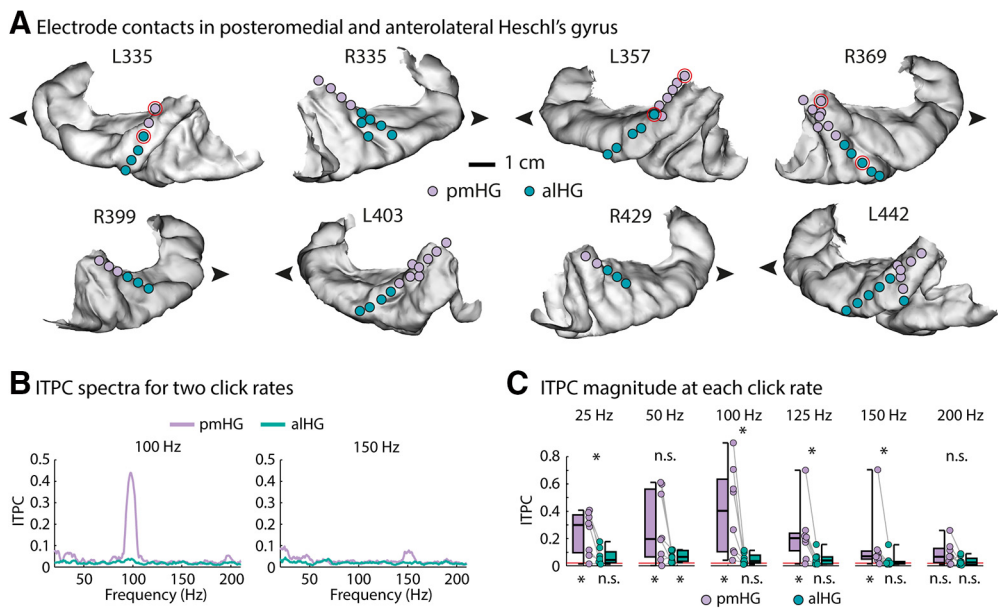 A Electrode contacts in posteromedial and anterolateral Heschl's gyrus
L335 R335 L357 R369
1 cm
pmHG alHG
R399 L403 R429 L442
B ITPC spectra for two click rates
pmHG alHG
100 Hz 150 Hz
ITPC
0.5 0.4 0.3 0.2 0.1 0
50 100 150 200
Frequency (Hz)
0.5 0.4 0.3 0.2 0.1 0
50 100 150 200
Frequency (Hz)
C ITPC magnitude at each click rate
25 Hz 50 Hz 100 Hz 125 Hz 150 Hz 200 Hz
* n.s. * * * n.s.
ITPC
0.8 0.6 0.4 0.2 0
* n.s. * * * n.s. * n.s. * n.s. n.s. n.s.
pmHG alHG